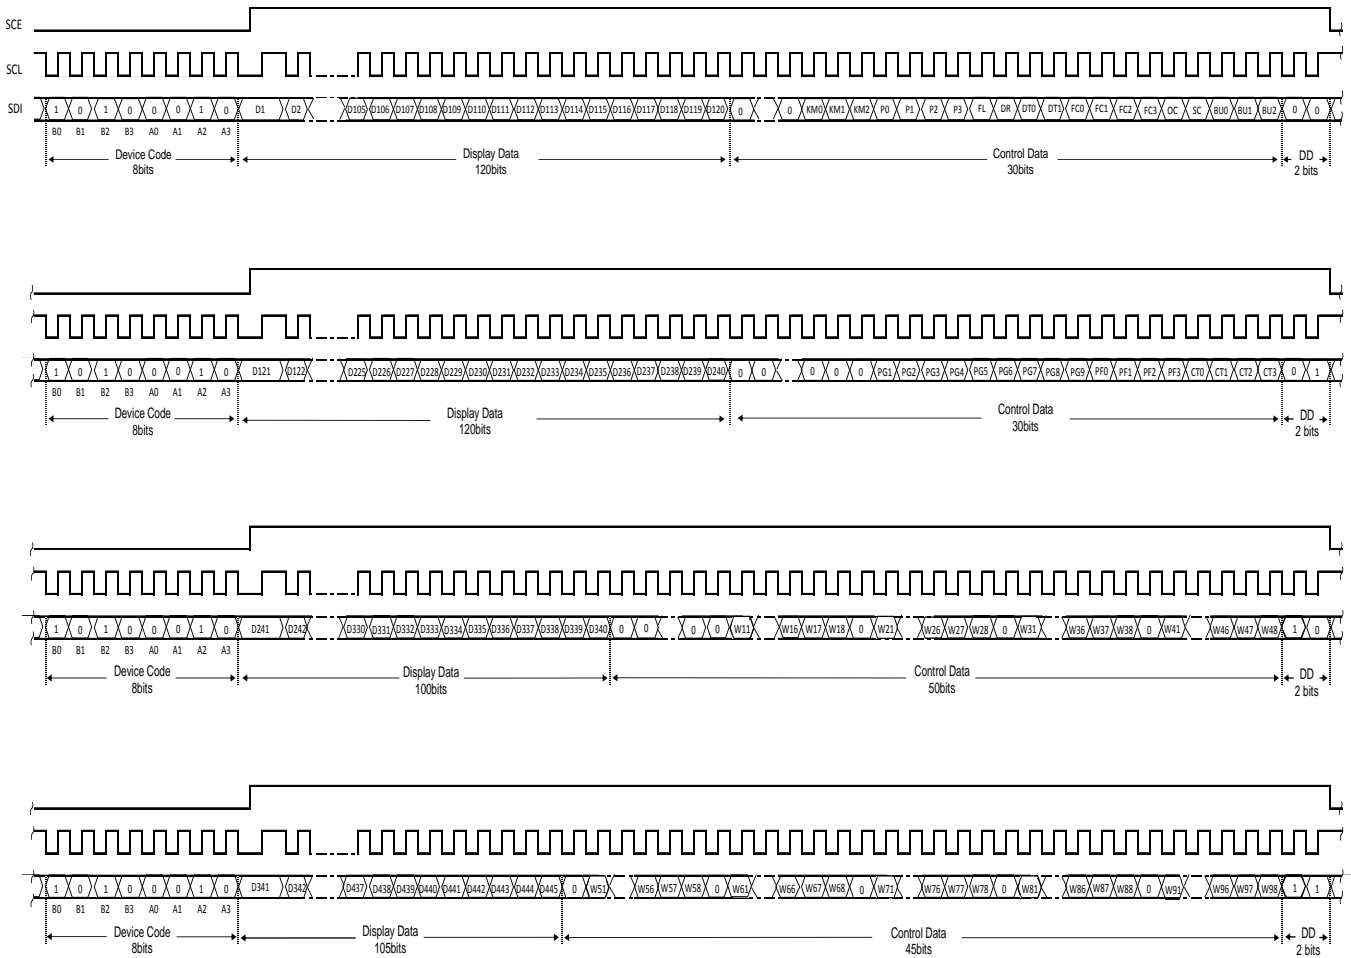 SCE
SCL
SDI 1 0 1 0 0 0 1 0 D1 D2 D105 D106 D107 D108 D109 D110 D111 D112 D113 D114 D115 D116 D117 D118 D119 D120 0 0 KM0 KM1 KM2 P0 P1 P2 P3 FL DR DT0 DT1 FC0 FC1 FC2 FC3 OC SC BU0 BU1 BU2 0 0
B0 B1 B2 B3 A0 A1 A2 A3
Device Code Display Data Control Data DD
8bits 120bits 30bits 2 bits
1 0 1 0 0 0 1 0 D121 D122 D225 D226 D227 D228 D229 D230 D231 D232 D233 D234 D235 D236 D237 D238 D239 D240 0 0 0 0 0 PG1 PG2 PG3 PG4 PG5 PG6 PG7 PG8 PG9 PF0 PF1 PF2 PF3 CT0 CT1 CT2 CT3 0 1
B0 B1 B2 B3 A0 A1 A2 A3
Device Code Display Data Control Data DD
8bits 120bits 30bits 2 bits
1 0 1 0 0 0 1 0 D241 D242 D330 D331 D332 D333 D334 D335 D336 D337 D338 D339 D340 0 0 0 0 W11 W16 W17 W18 0 W21 W26 W27 W28 0 W31 W36 W37 W38 0 W41 W46 W47 W48 1 0
B0 B1 B2 B3 A0 A1 A2 A3
Device Code Display Data Control Data DD
8bits 100bits 50bits 2 bits
1 0 1 0 0 0 1 0 D341 D342 D437 D438 D439 D440 D441 D442 D443 D444 D445 0 W51 W56 W57 W58 0 W61 W66 W67 W68 0 W71 W76 W77 W78 0 W81 W86 W87 W88 0 W91 W96 W97 W98 1 1
B0 B1 B2 B3 A0 A1 A2 A3
Device Code Display Data Control Data DD
8bits 105bits 45bits 2 bits